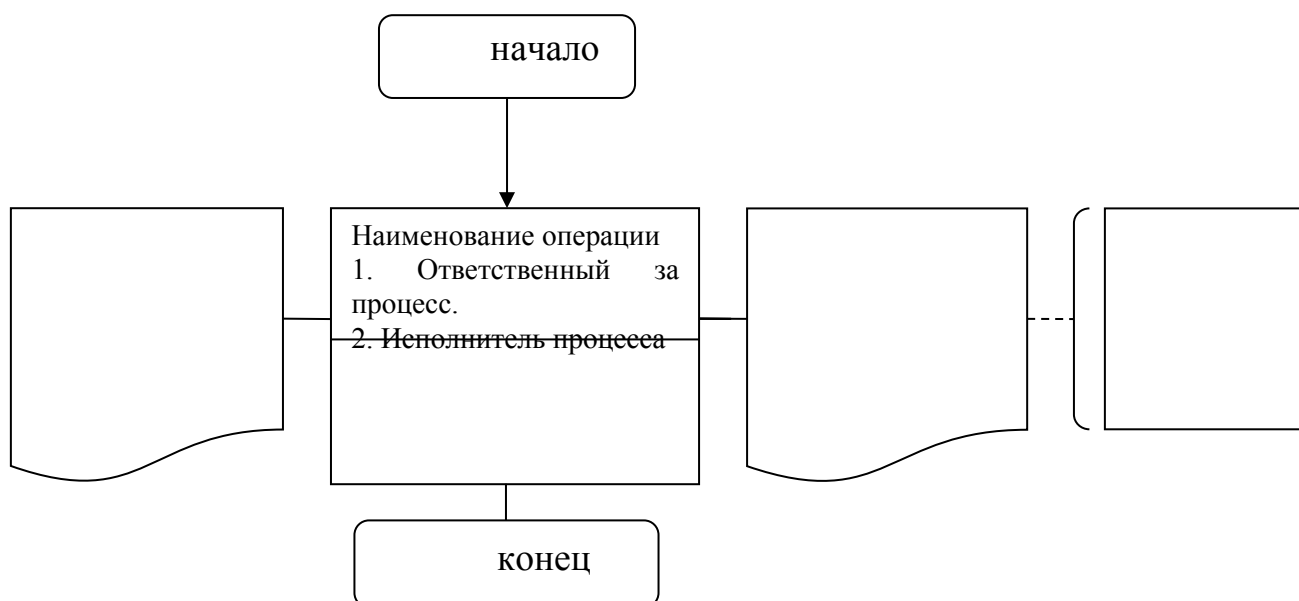 начало
Наименование операции
1. Ответственный за
процесс.
2. Исполнитель процесса
конец